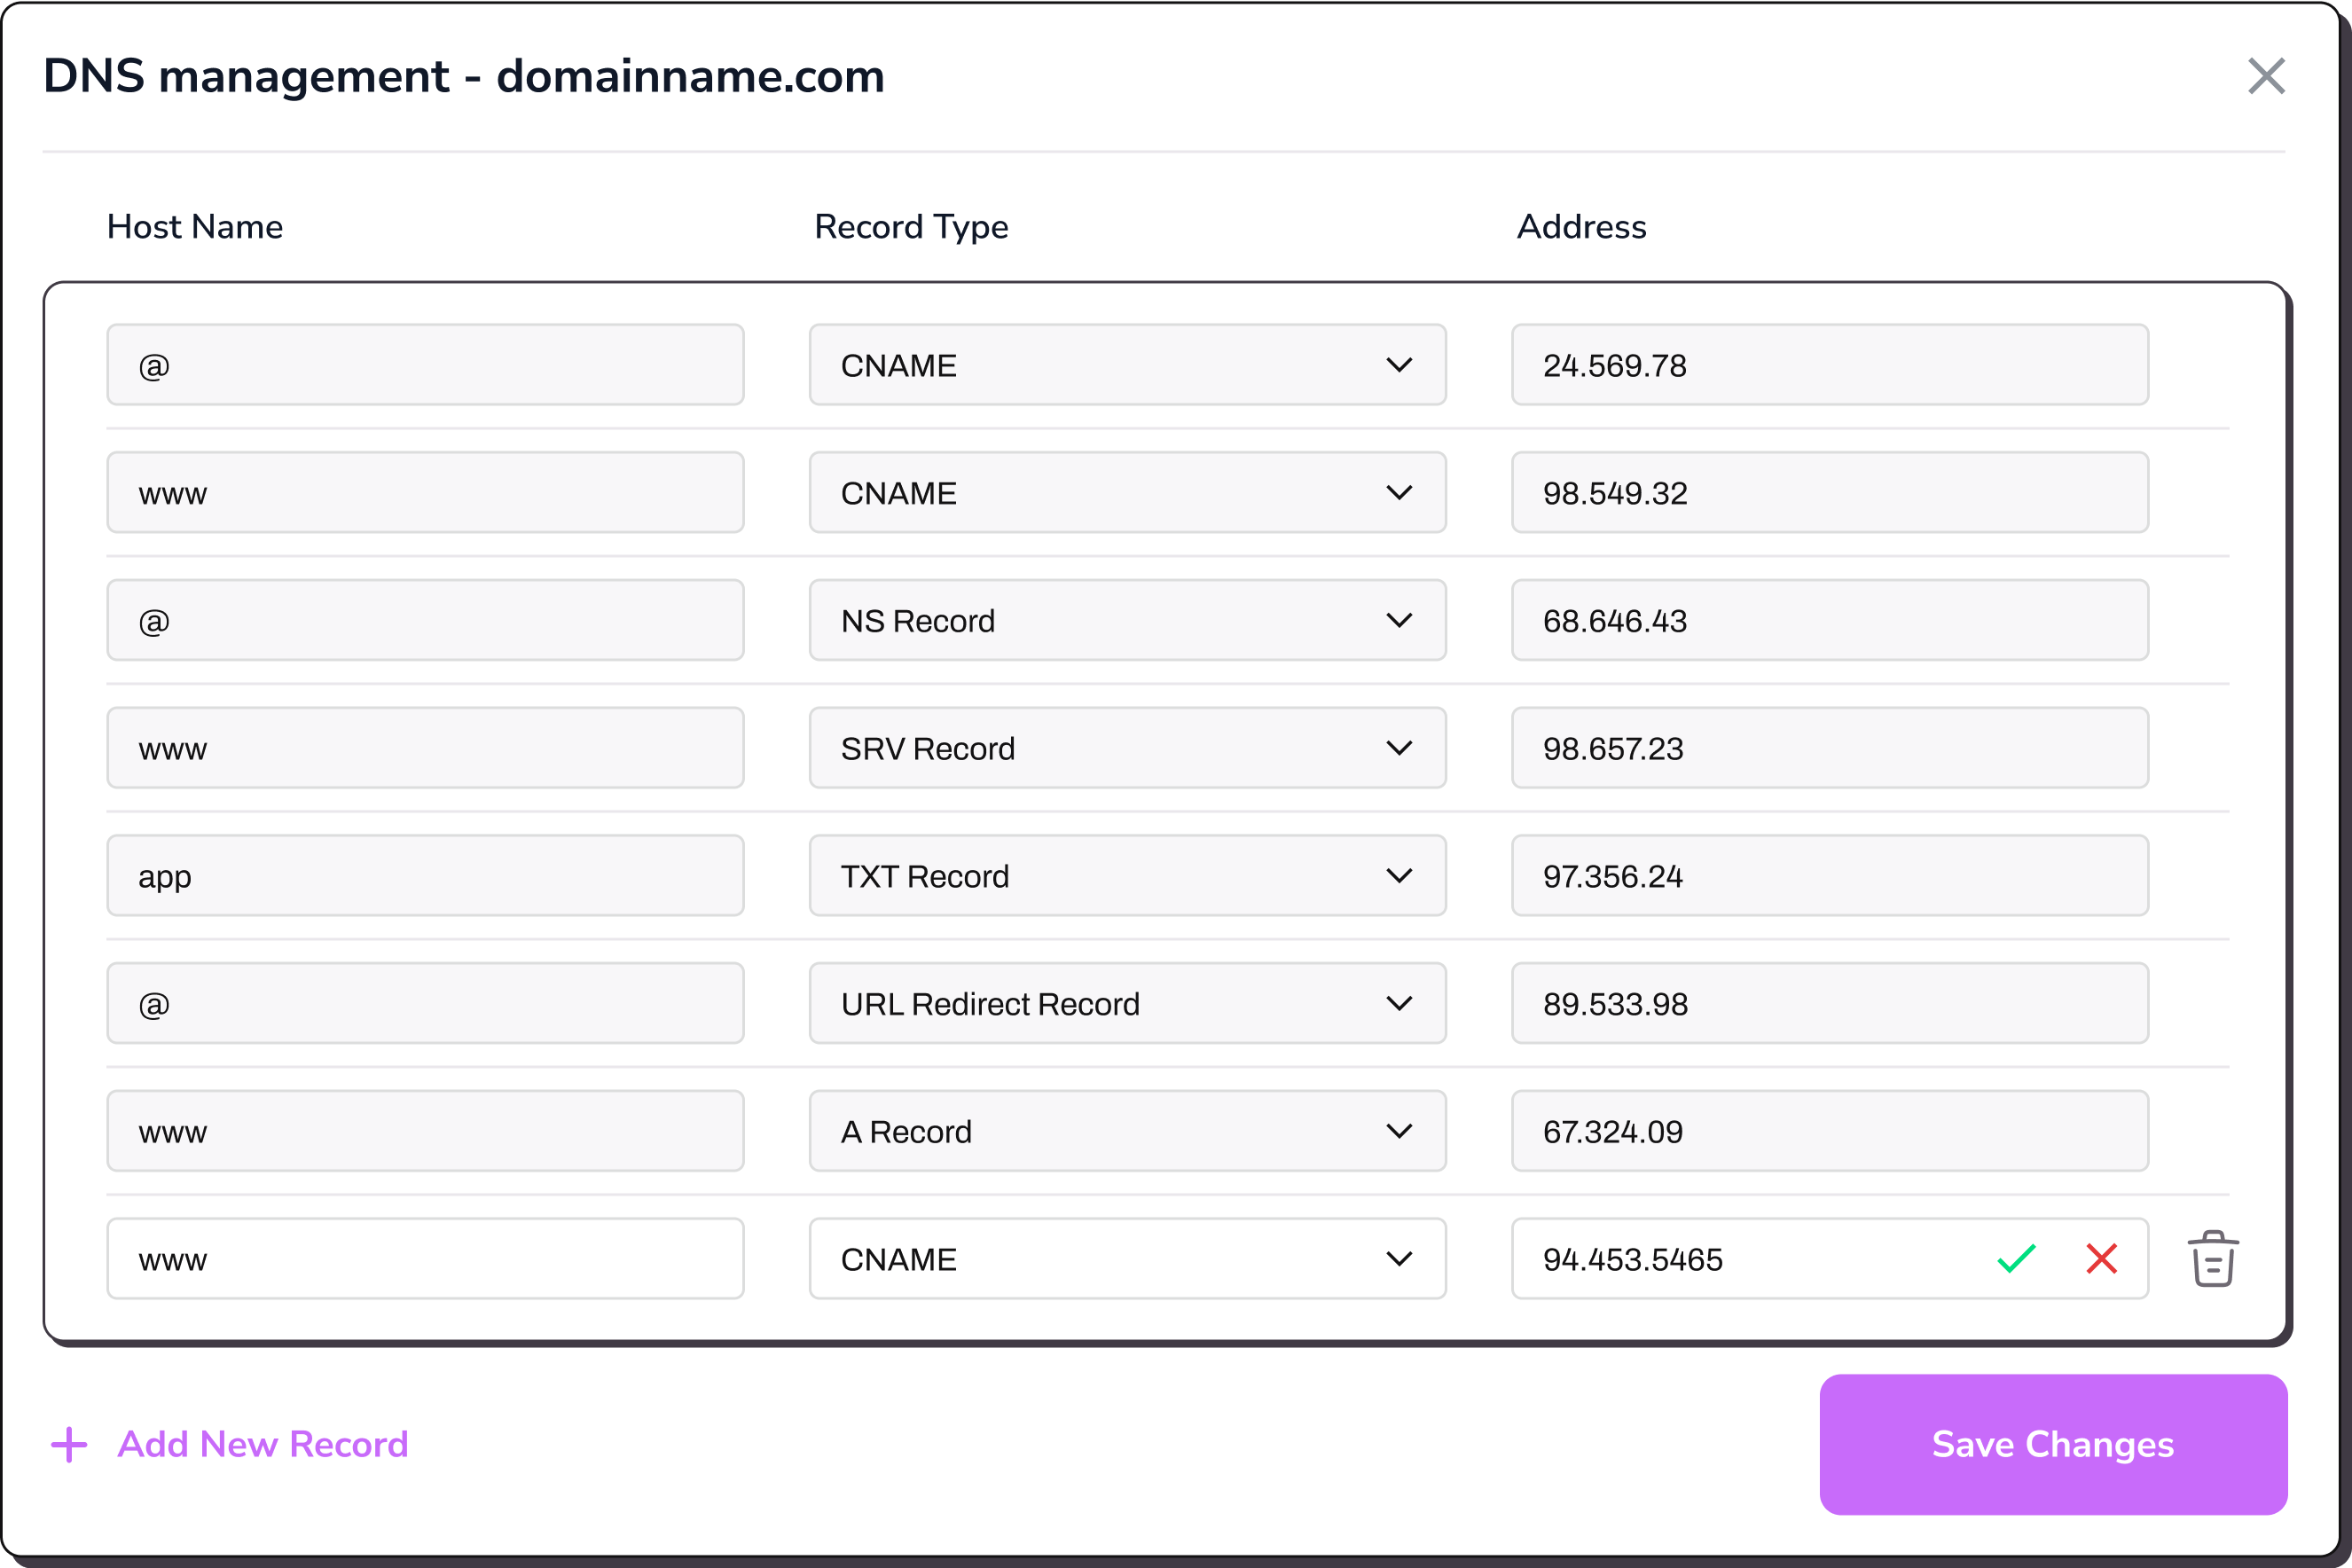 DNS management - domainname.com
Host Name Record Type Address
@ CNAME 24.569.78
www CNAME 98.549.32
@ NS Record 68.646.43
www SRV Record 98.657.23
app TXT Record 97.356.24
@ URL Redirect Record 89.533.98
www A Record 67.324.09
www CNAME 94.453.5465
Add New Record Save Changes